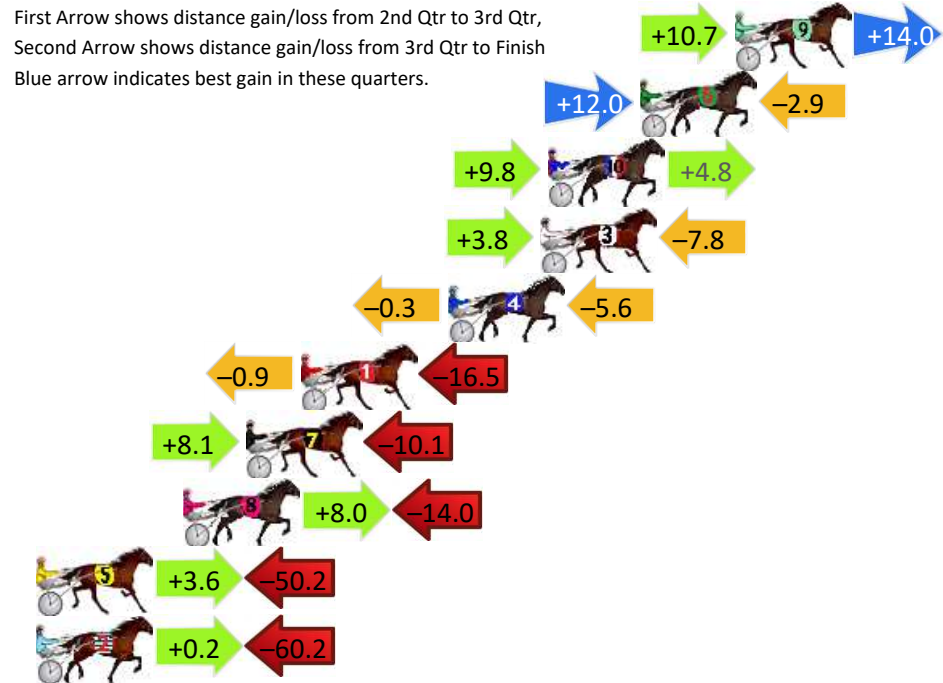 First Arrow shows distance gain/loss from 2nd Qtr to 3rd Qtr,
Second Arrow shows distance gain/loss from 3rd Qtr to Finish
Blue arrow indicates best gain in these quarters.
+10.7 9 +14.0
+12.0 6 –2.9
+9.8 10 +4.8
+3.8 3 –7.8
–0.3 4 –5.6
–0.9 1 –16.5
+8.1 7 –10.1
8 +8.0 –14.0
5 +3.6 –50.2
2 +0.2 –60.2